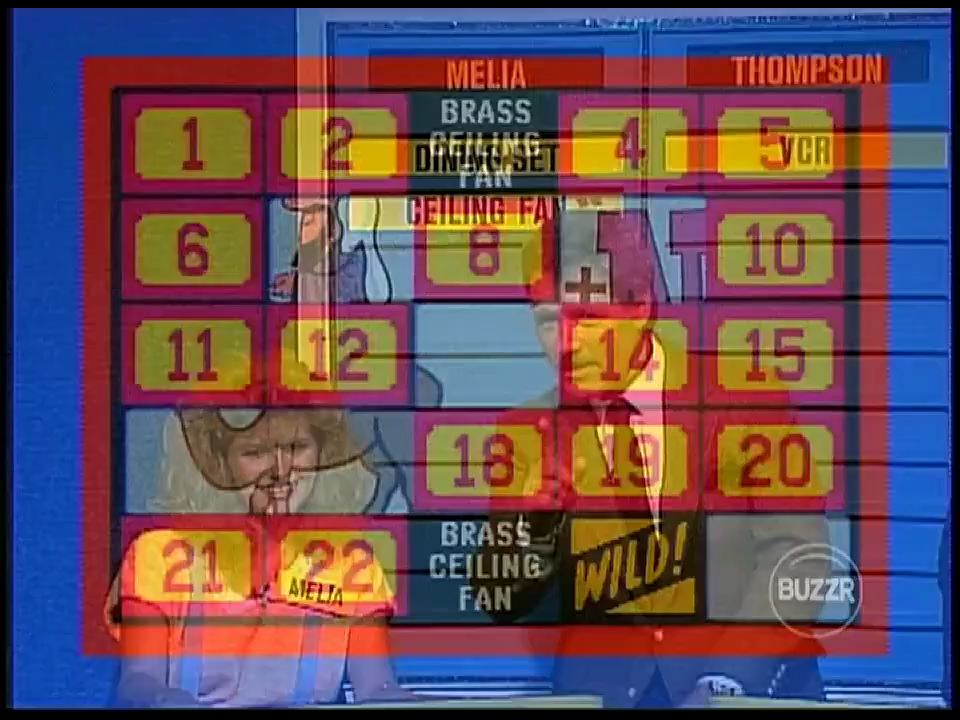 MELIA THOMPSON
1 2 BRASS CEILING FAN 4 5
DINING SET VCR
CEILING FAN
6 8 + 10
11 12 14 15
18 19 20
21 22 BRASS CEILING FAN WILD!
MELIA
BUZZR